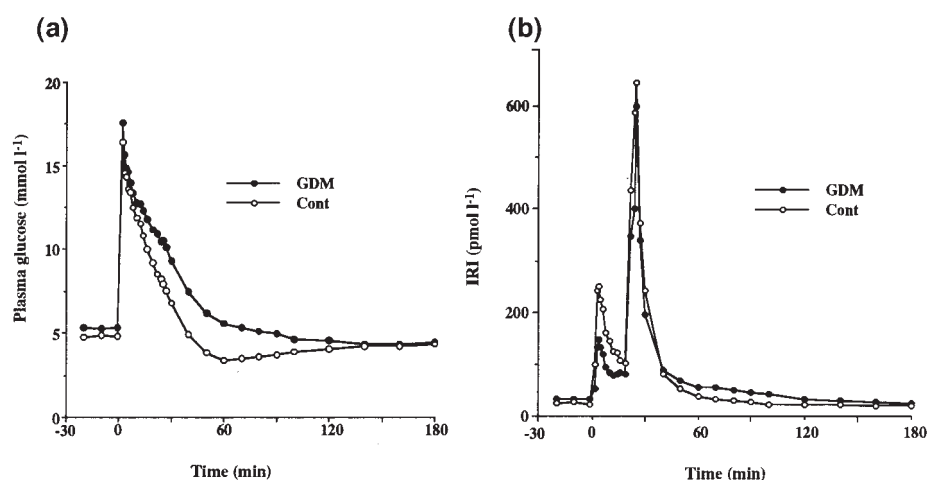 (a)
Plasma glucose (mmol l-1)
20
15
10
5
0
-30
0
60
120
180
Time (min)
GDM
Cont
(b)
IRI (pmol l-1)
600
400
200
0
-30
0
60
120
180
Time (min)
GDM
Cont